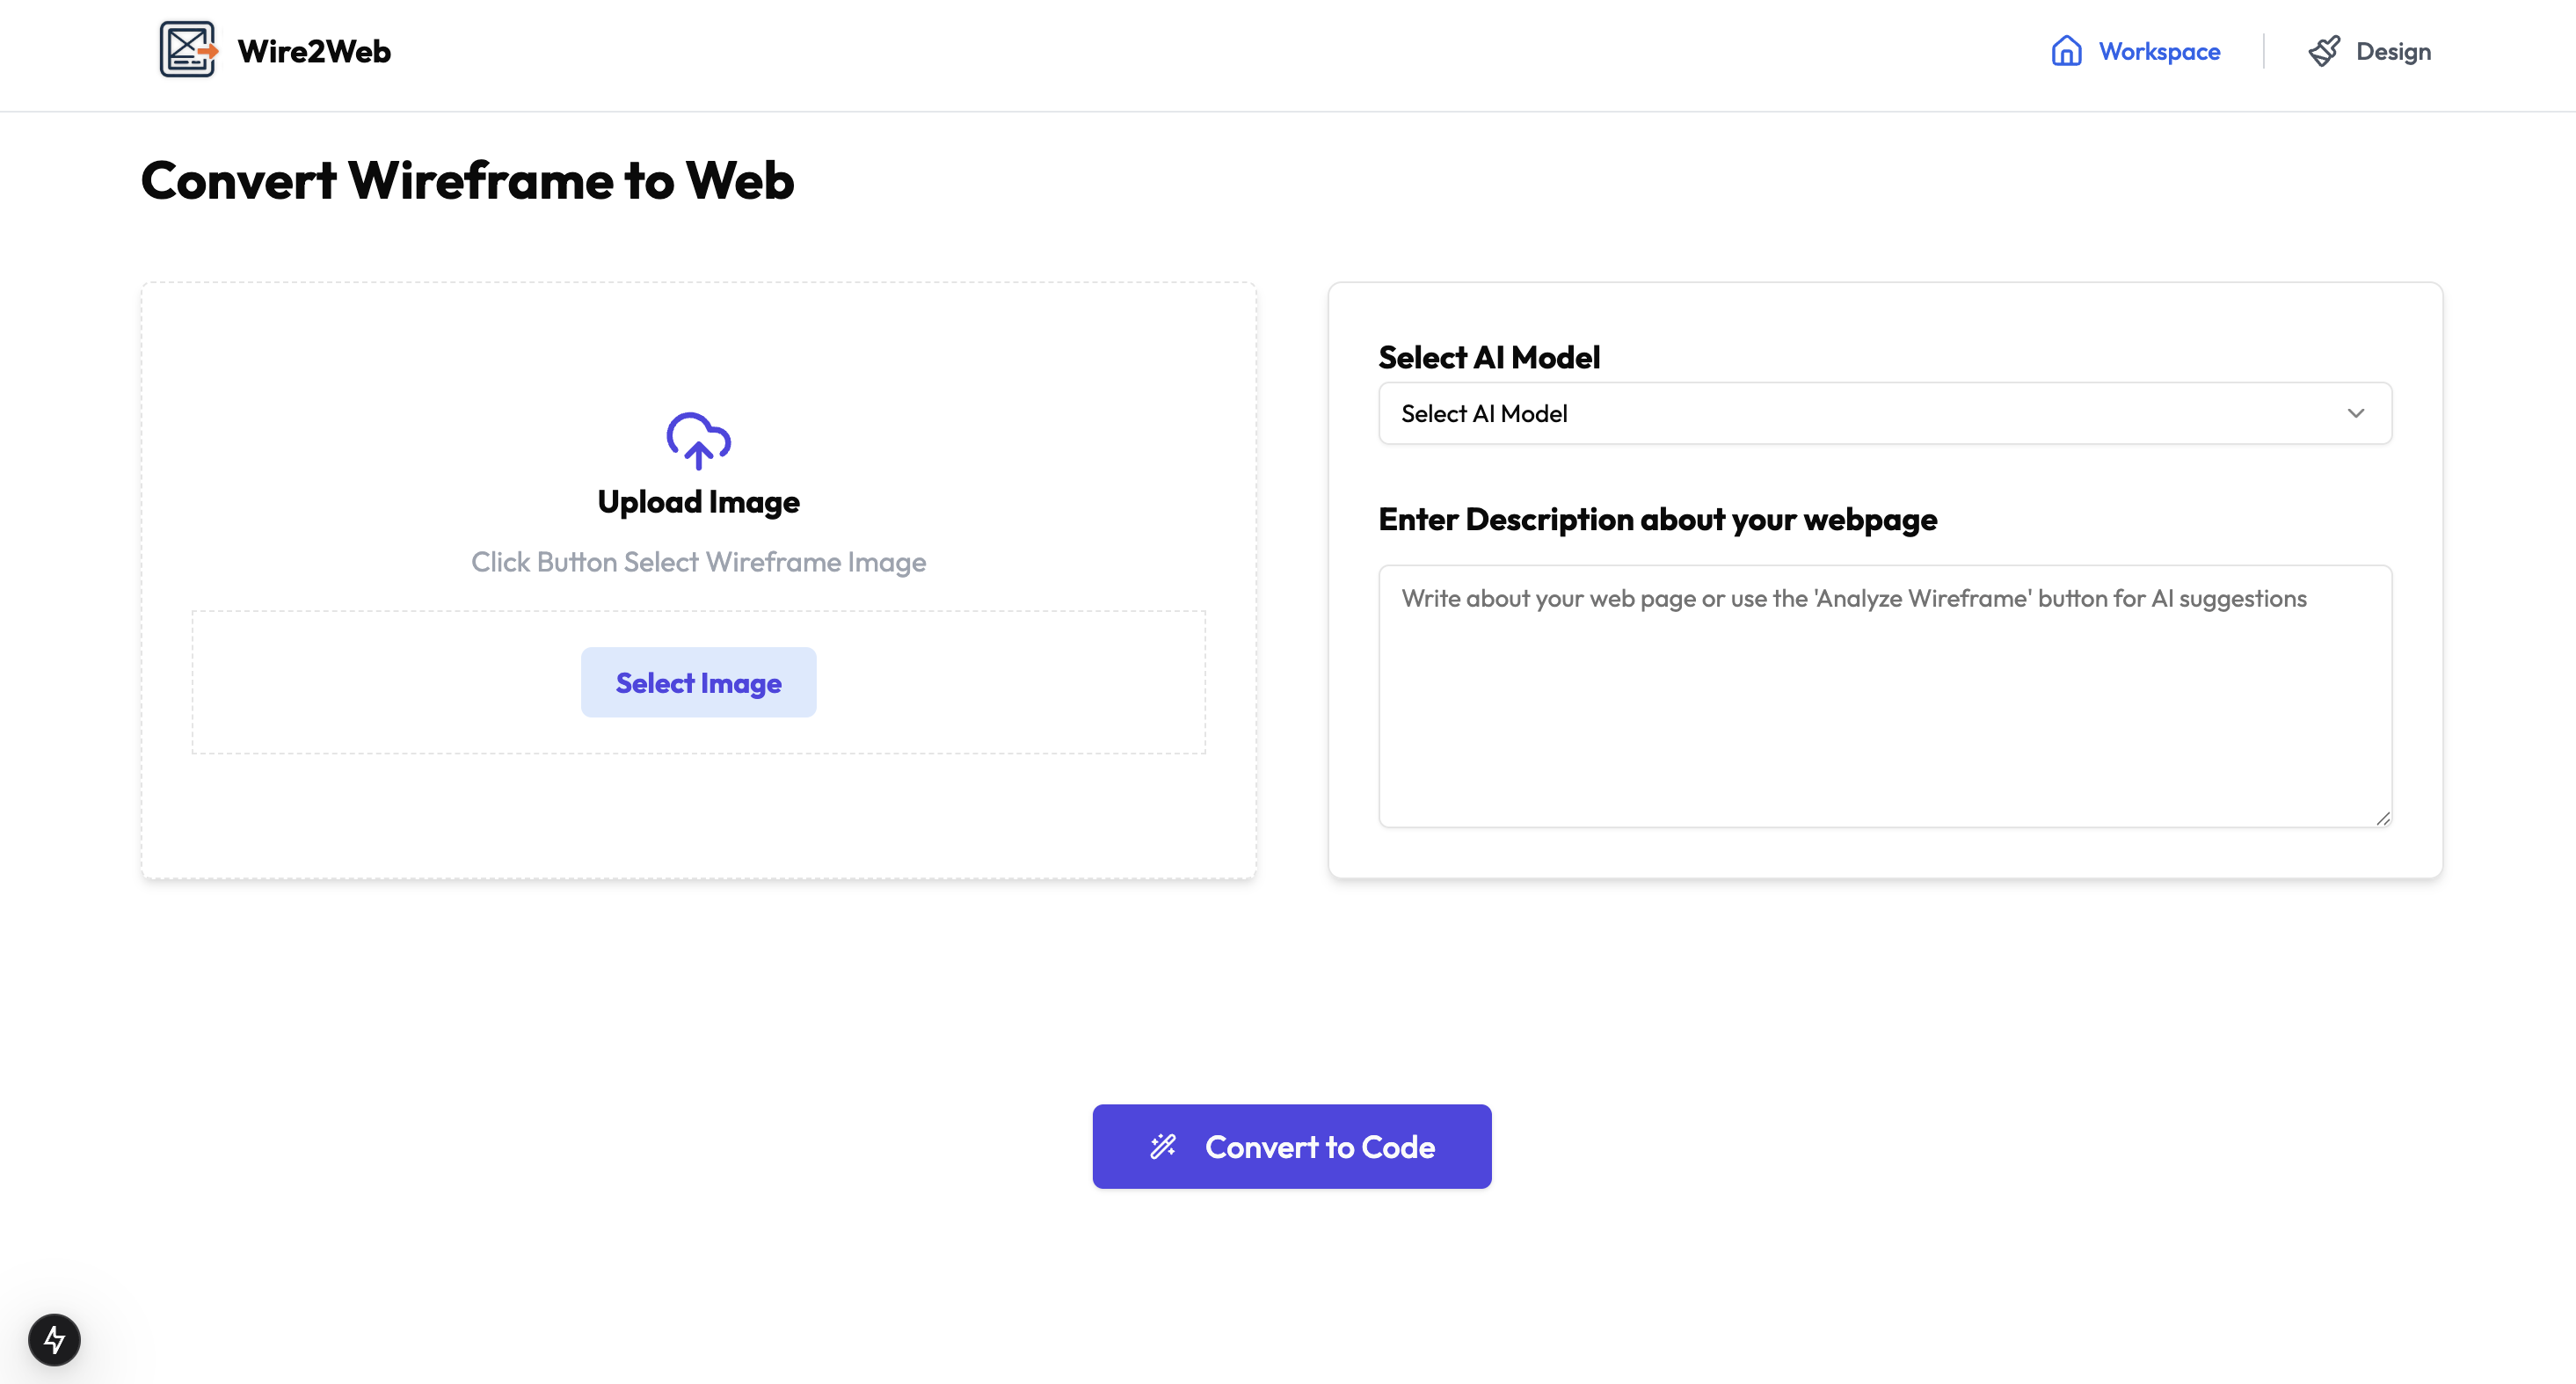 Wire2Web
Workspace
Design
Convert Wireframe to Web
Upload Image
Click Button Select Wireframe Image
Select Image
Select AI Model
Select AI Model
Enter Description about your webpage
Write about your web page or use the 'Analyze Wireframe' button for AI suggestions
Convert to Code